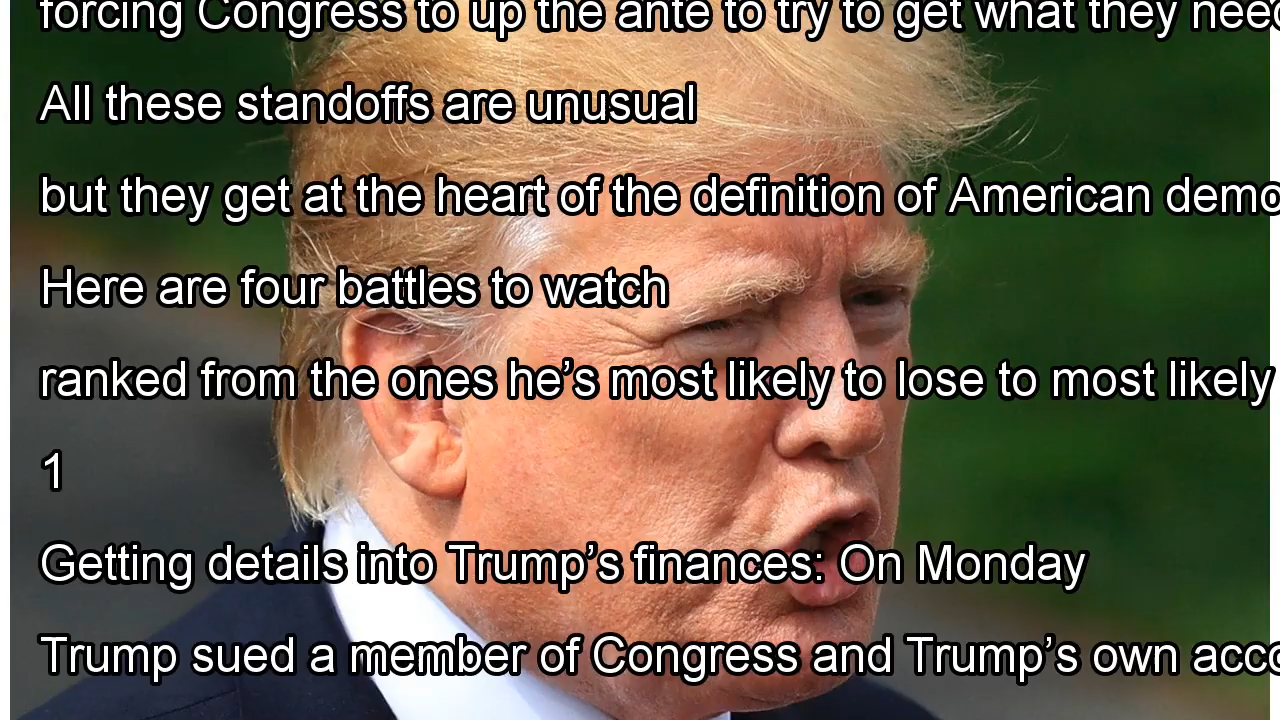 forcing Congress to up the ante to try to get what they
All these standoffs are unusual
but they get at the heart of the definition of American
Here are four battles to watch
ranked from the ones he’s most likely to lose to most likely
1
Getting details into Trump’s finances: On Monday
Trump sued a member of Congress and Trump’s own